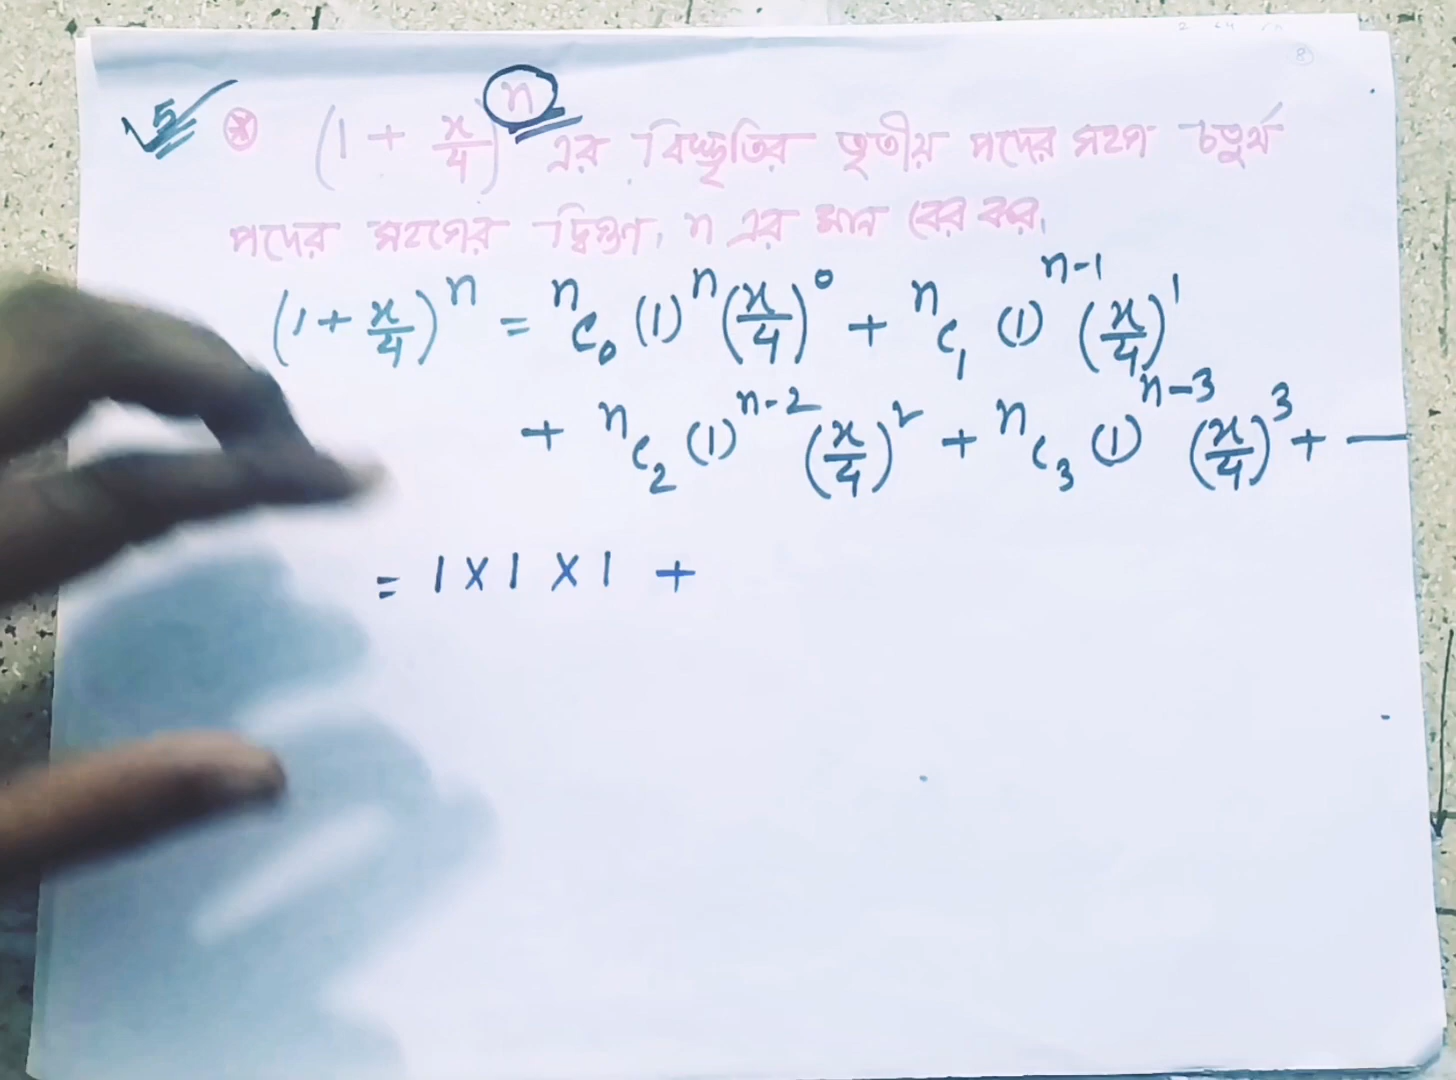 5 * (1 + x/4)^n এর বিস্তৃতির তৃতীয় পদের সহগ চতুর্থ
পদের সহগের দ্বিগুণ, n এর মান বের কর।
(1 + x/4)^n = nC0 (1)^n (x/4)^0 + nC1 (1)^n-1 (x/4)^1
+ nC2 (1)^n-2 (x/4)^2 + nC3 (1)^n-3 (x/4)^3 + —
= 1 × 1 × 1 +